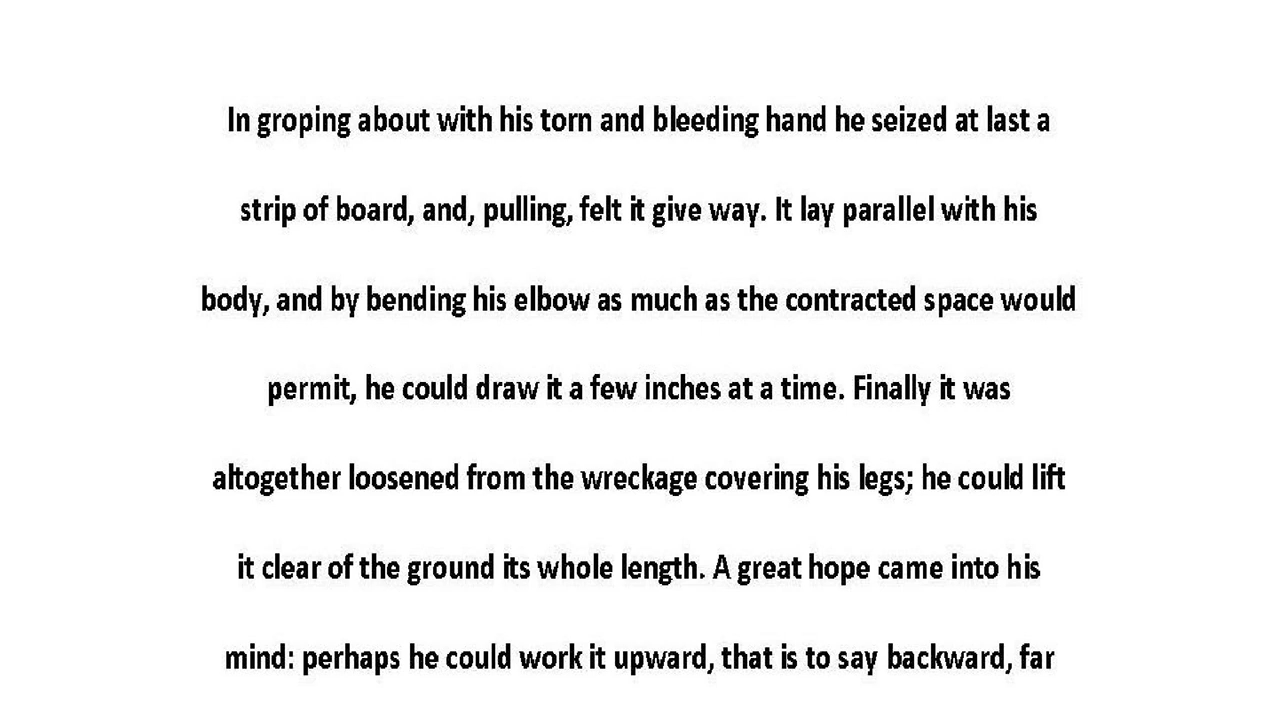 In groping about with his torn and bleeding hand he seized at last a
strip of board, and, pulling, felt it give way. It lay parallel with his
body, and by bending his elbow as much as the contracted space would
permit, he could draw it a few inches at a time. Finally it was
altogether loosened from the wreckage covering his legs; he could lift
it clear of the ground its whole length. A great hope came into his
mind: perhaps he could work it upward, that is to say backward, far